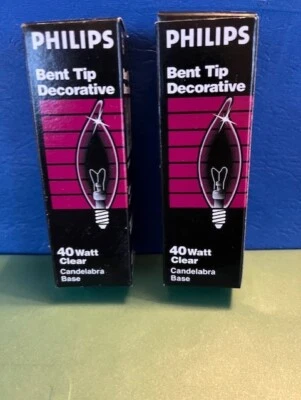 PHILIPS
Bent Tip
Decorative
40 Watt
Clear
Candelabra
Base
PHILIPS
Bent Tip
Decorative
40 Watt
Clear
Candelabra
Base